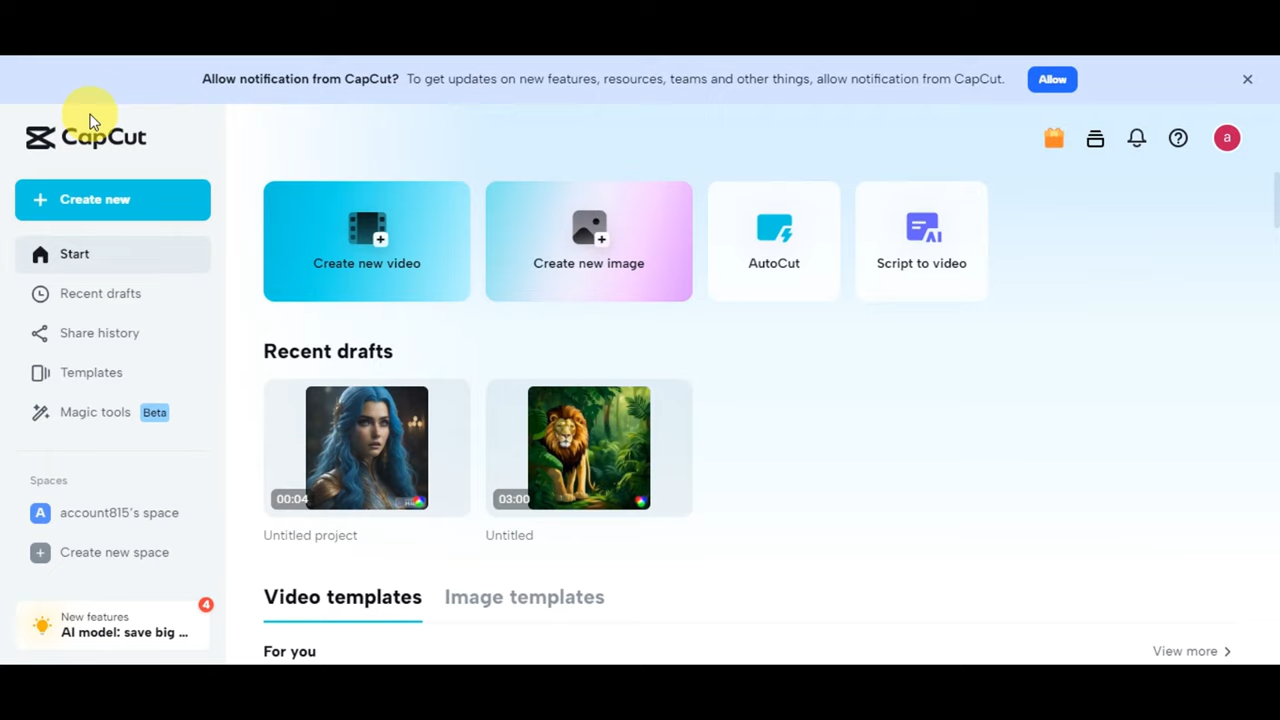 Allow notification from CapCut? To get updates on new features, resources, teams and other things, allow notification from CapCut.
Allow
CapCut
a
Create new
Start
Recent drafts
Share history
Templates
Magic tools
Beta
Spaces
A
account815's space
Create new space
New features
AI model: save big ...
4
Create new video
Create new image
AutoCut
AI
Script to video
Recent drafts
00:04
03:00
Untitled project
Untitled
Video templates
Image templates
For you
View more